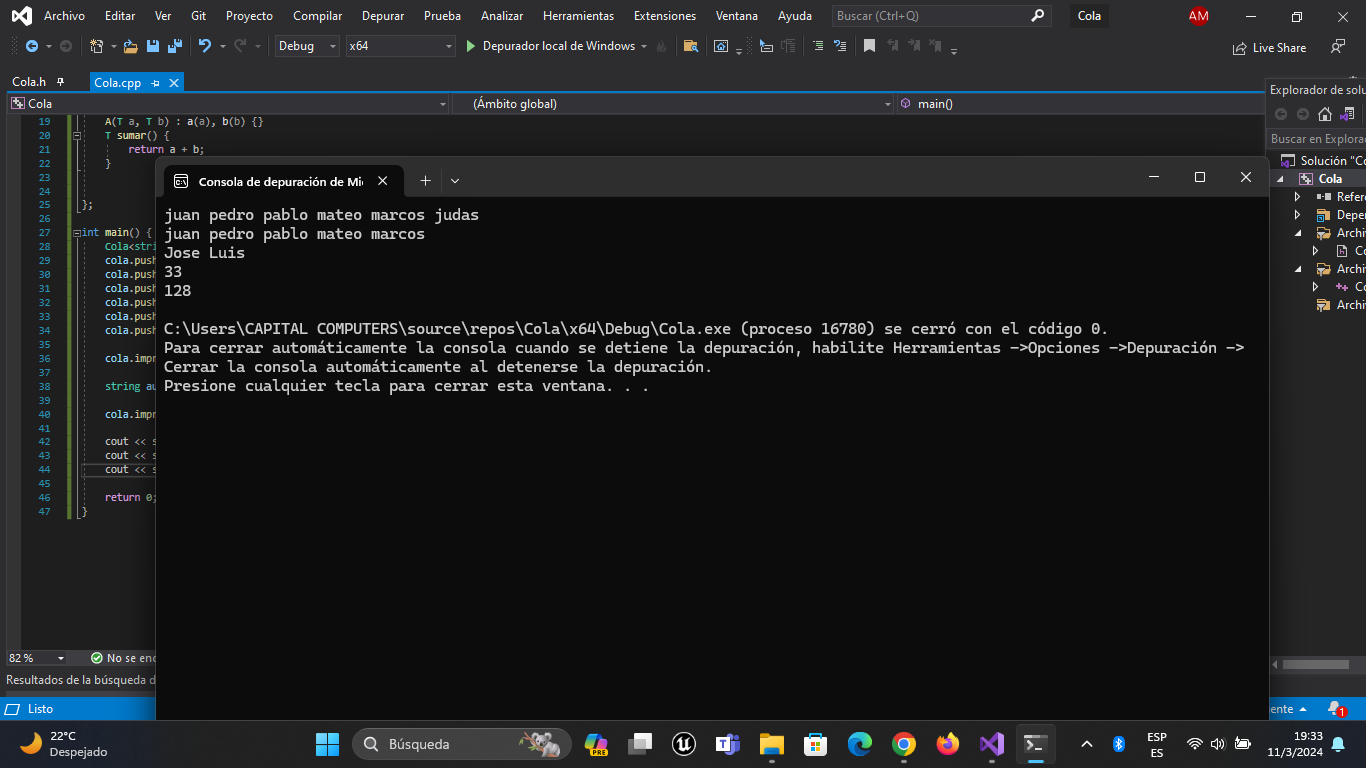 Archivo Editar Ver Git Proyecto Compilar Depurar Prueba Analizar Herramientas Extensiones Ventana Ayuda Buscar (Ctrl+Q) Cola AM
Debug x64 Depurador local de Windows Live Share
Cola.h Cola.cpp
Explorador de solu
Cola (Ámbito global) main()
19 A(T a, T b) : a(a), b(b) {}
20 T sumar() {
21 return a + b;
22 }
23
24
25 };
26
27 int main() {
28 Cola<stri
29 cola.push
30 cola.push
31 cola.push
32 cola.push
33 cola.push
34 cola.push
35
36 cola.impr
37
38 string au
39
40 cola.impr
41
42 cout << s
43 cout << s
44 cout << s
45
46 return 0;
47 }
Buscar en Explora
Solución "Co
Cola
Refere
Deper
Archi
Co
Archi
Co
Archi
Consola de depuración de Mi
juan pedro pablo mateo marcos judas
juan pedro pablo mateo marcos
Jose Luis
33
128
C:\Users\CAPITAL COMPUTERS\source\repos\Cola\x64\Debug\Cola.exe (proceso 16780) se cerró con el código 0.
Para cerrar automáticamente la consola cuando se detiene la depuración, habilite Herramientas ->Opciones ->Depuración ->
Cerrar la consola automáticamente al detenerse la depuración.
Presione cualquier tecla para cerrar esta ventana. . .
82 % No se enc
Resultados de la búsqueda d
Listo ente 1
22°C
Despejado
Búsqueda
PRE
ESP
ES
19:33
11/3/2024